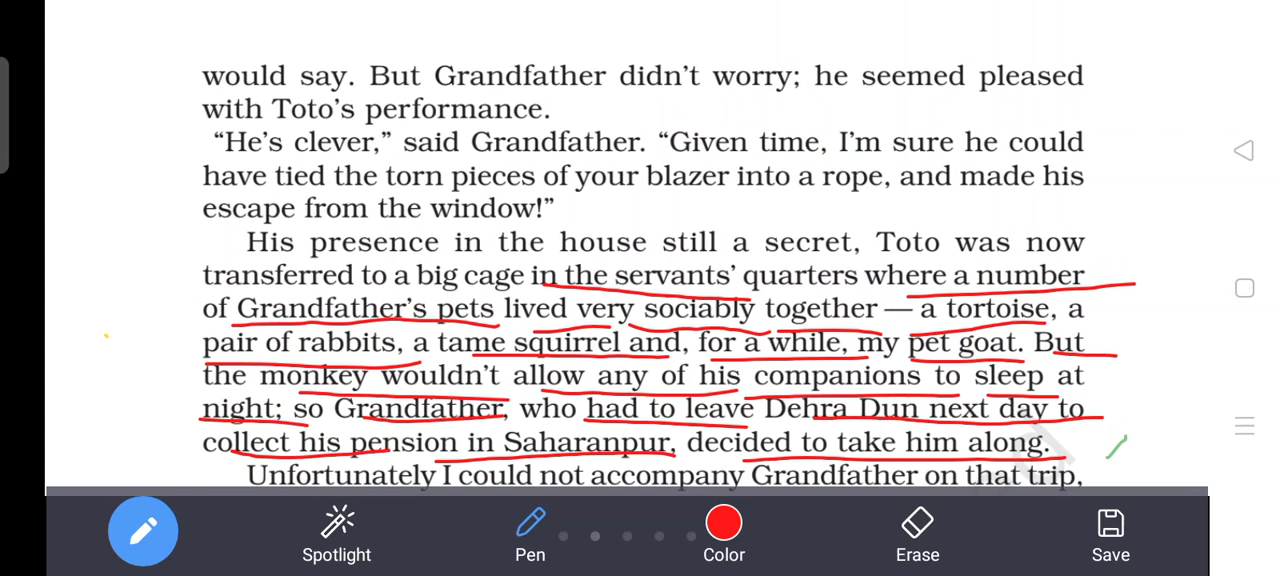 would say. But Grandfather didn't worry; he seemed pleased
with Toto's performance.
“He's clever,” said Grandfather. “Given time, I'm sure he could
have tied the torn pieces of your blazer into a rope, and made his
escape from the window!”
His presence in the house still a secret, Toto was now
transferred to a big cage in the servants' quarters where a number
of Grandfather's pets lived very sociably together — a tortoise, a
pair of rabbits, a tame squirrel and, for a while, my pet goat. But
the monkey wouldn't allow any of his companions to sleep at
night; so Grandfather, who had to leave Dehra Dun next day to
collect his pension in Saharanpur, decided to take him along.
Unfortunately I could not accompany Grandfather on that trip,
Spotlight Pen Color Erase Save